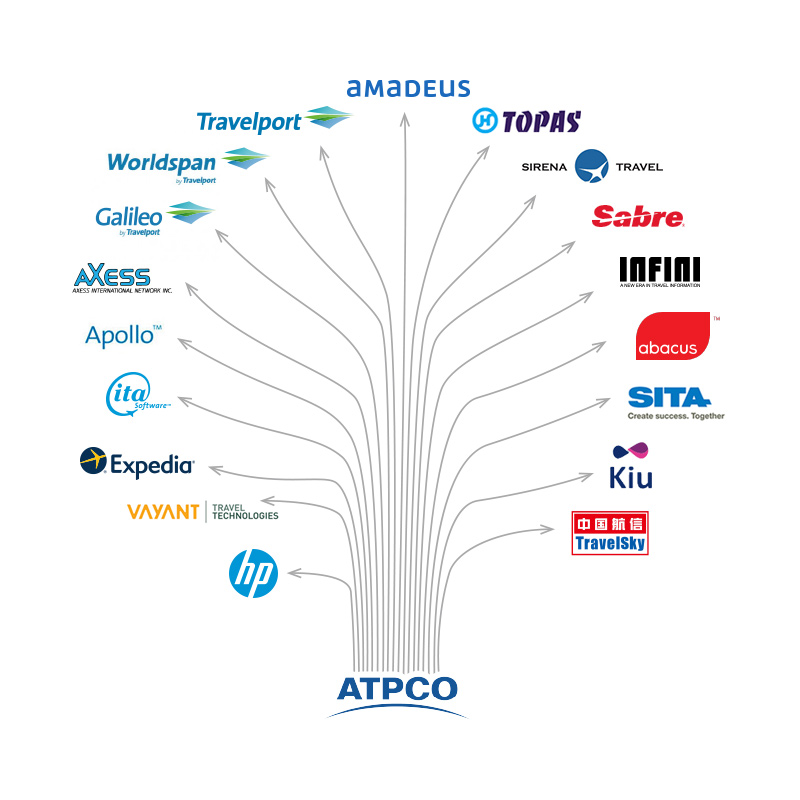 amaDEUS
Travelport
TOPAS
Worldspan
by Travelport
SIRENA TRAVEL
Galileo
by Travelport
Sabre
AXESS
AXESS INTERNATIONAL NETWORK INC.
INFINI
A NEW ERA IN TRAVEL INFORMATION
Apollo™
abacus™
ita
Software™
SITA
Create success. Together
Expedia®
Kiu
VAYANT
TRAVEL
TECHNOLOGIES
中国航信
TravelSky
hp
ATPCO